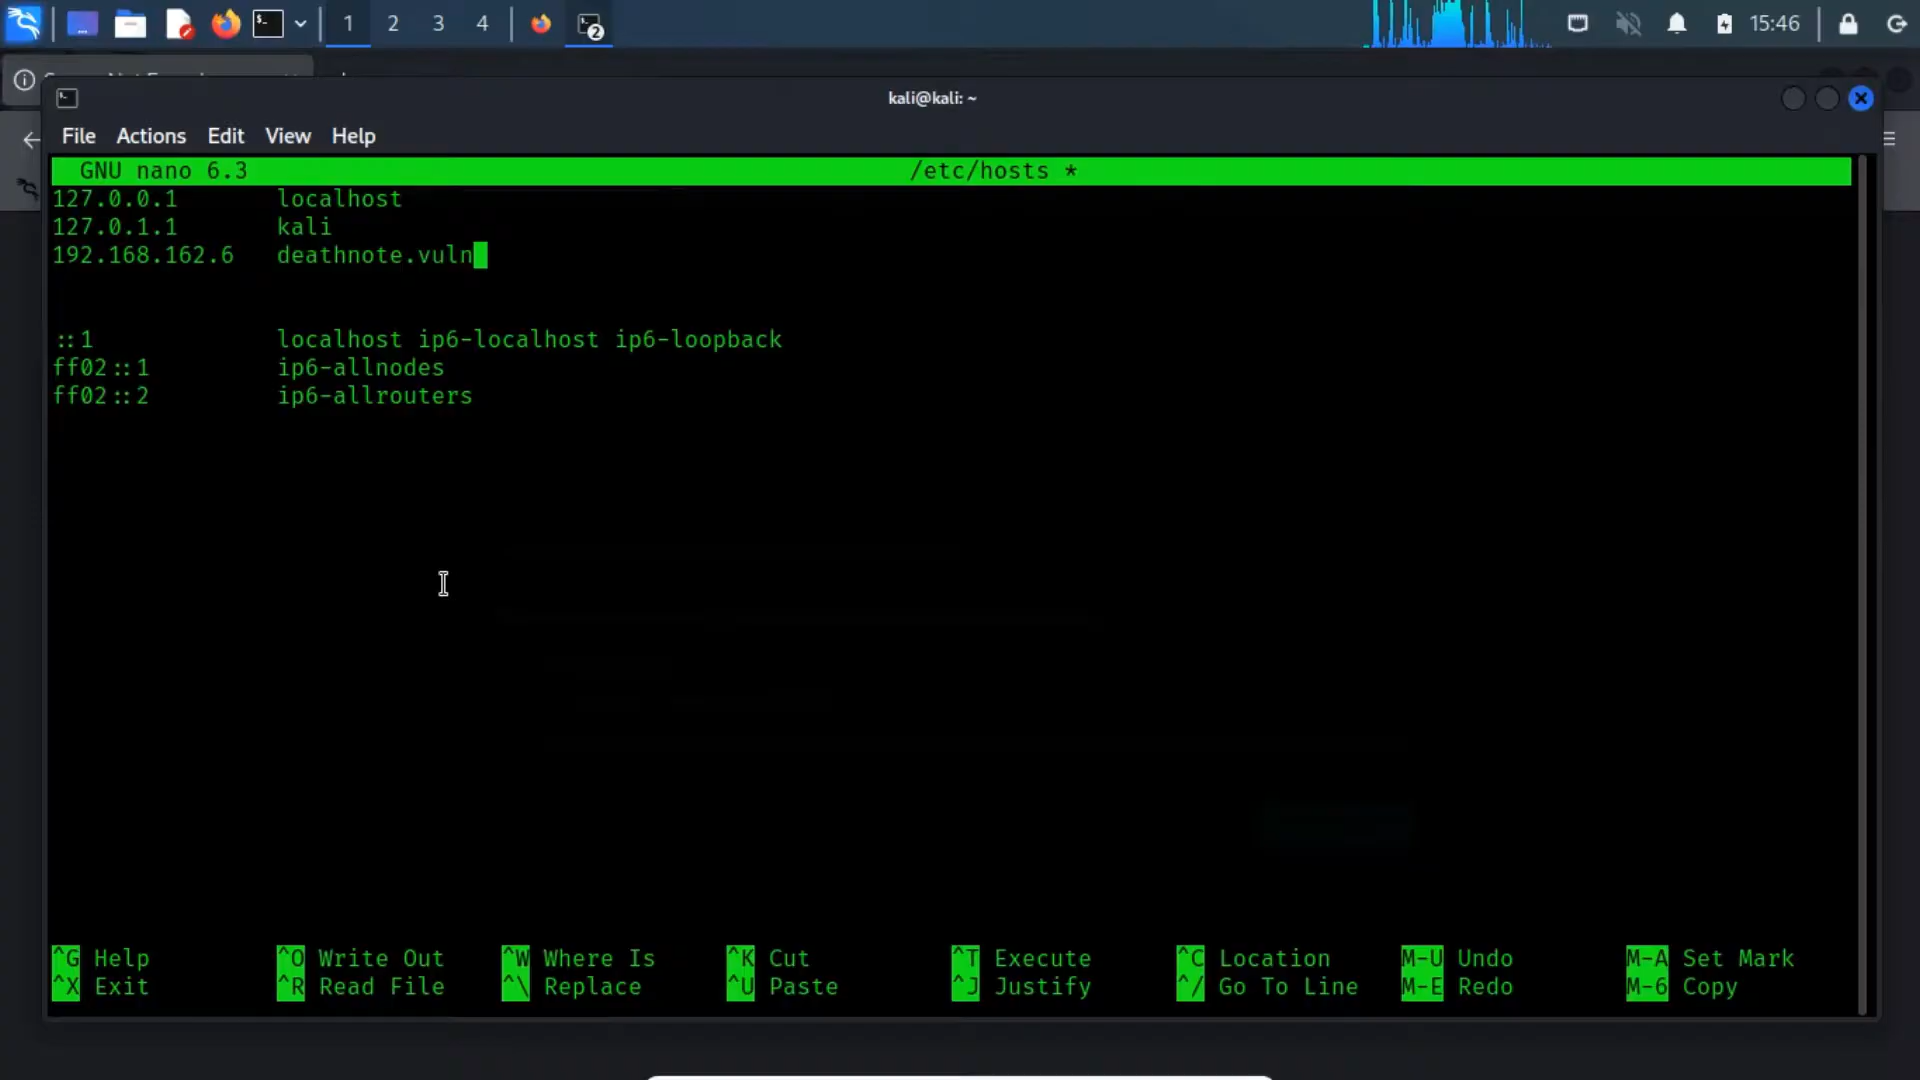 1 2 3 4 2 15:46
kali@kali: ~
File Actions Edit View Help
GNU nano 6.3 /etc/hosts *
127.0.0.1 localhost
127.0.1.1 kali
192.168.162.6 deathnote.vuln
::1 localhost ip6-localhost ip6-loopback
ff02::1 ip6-allnodes
ff02::2 ip6-allrouters
^G Help ^O Write Out ^W Where Is ^K Cut ^T Execute ^C Location M-U Undo M-A Set Mark
^X Exit ^R Read File ^\ Replace ^U Paste ^J Justify ^/ Go To Line M-E Redo M-6 Copy